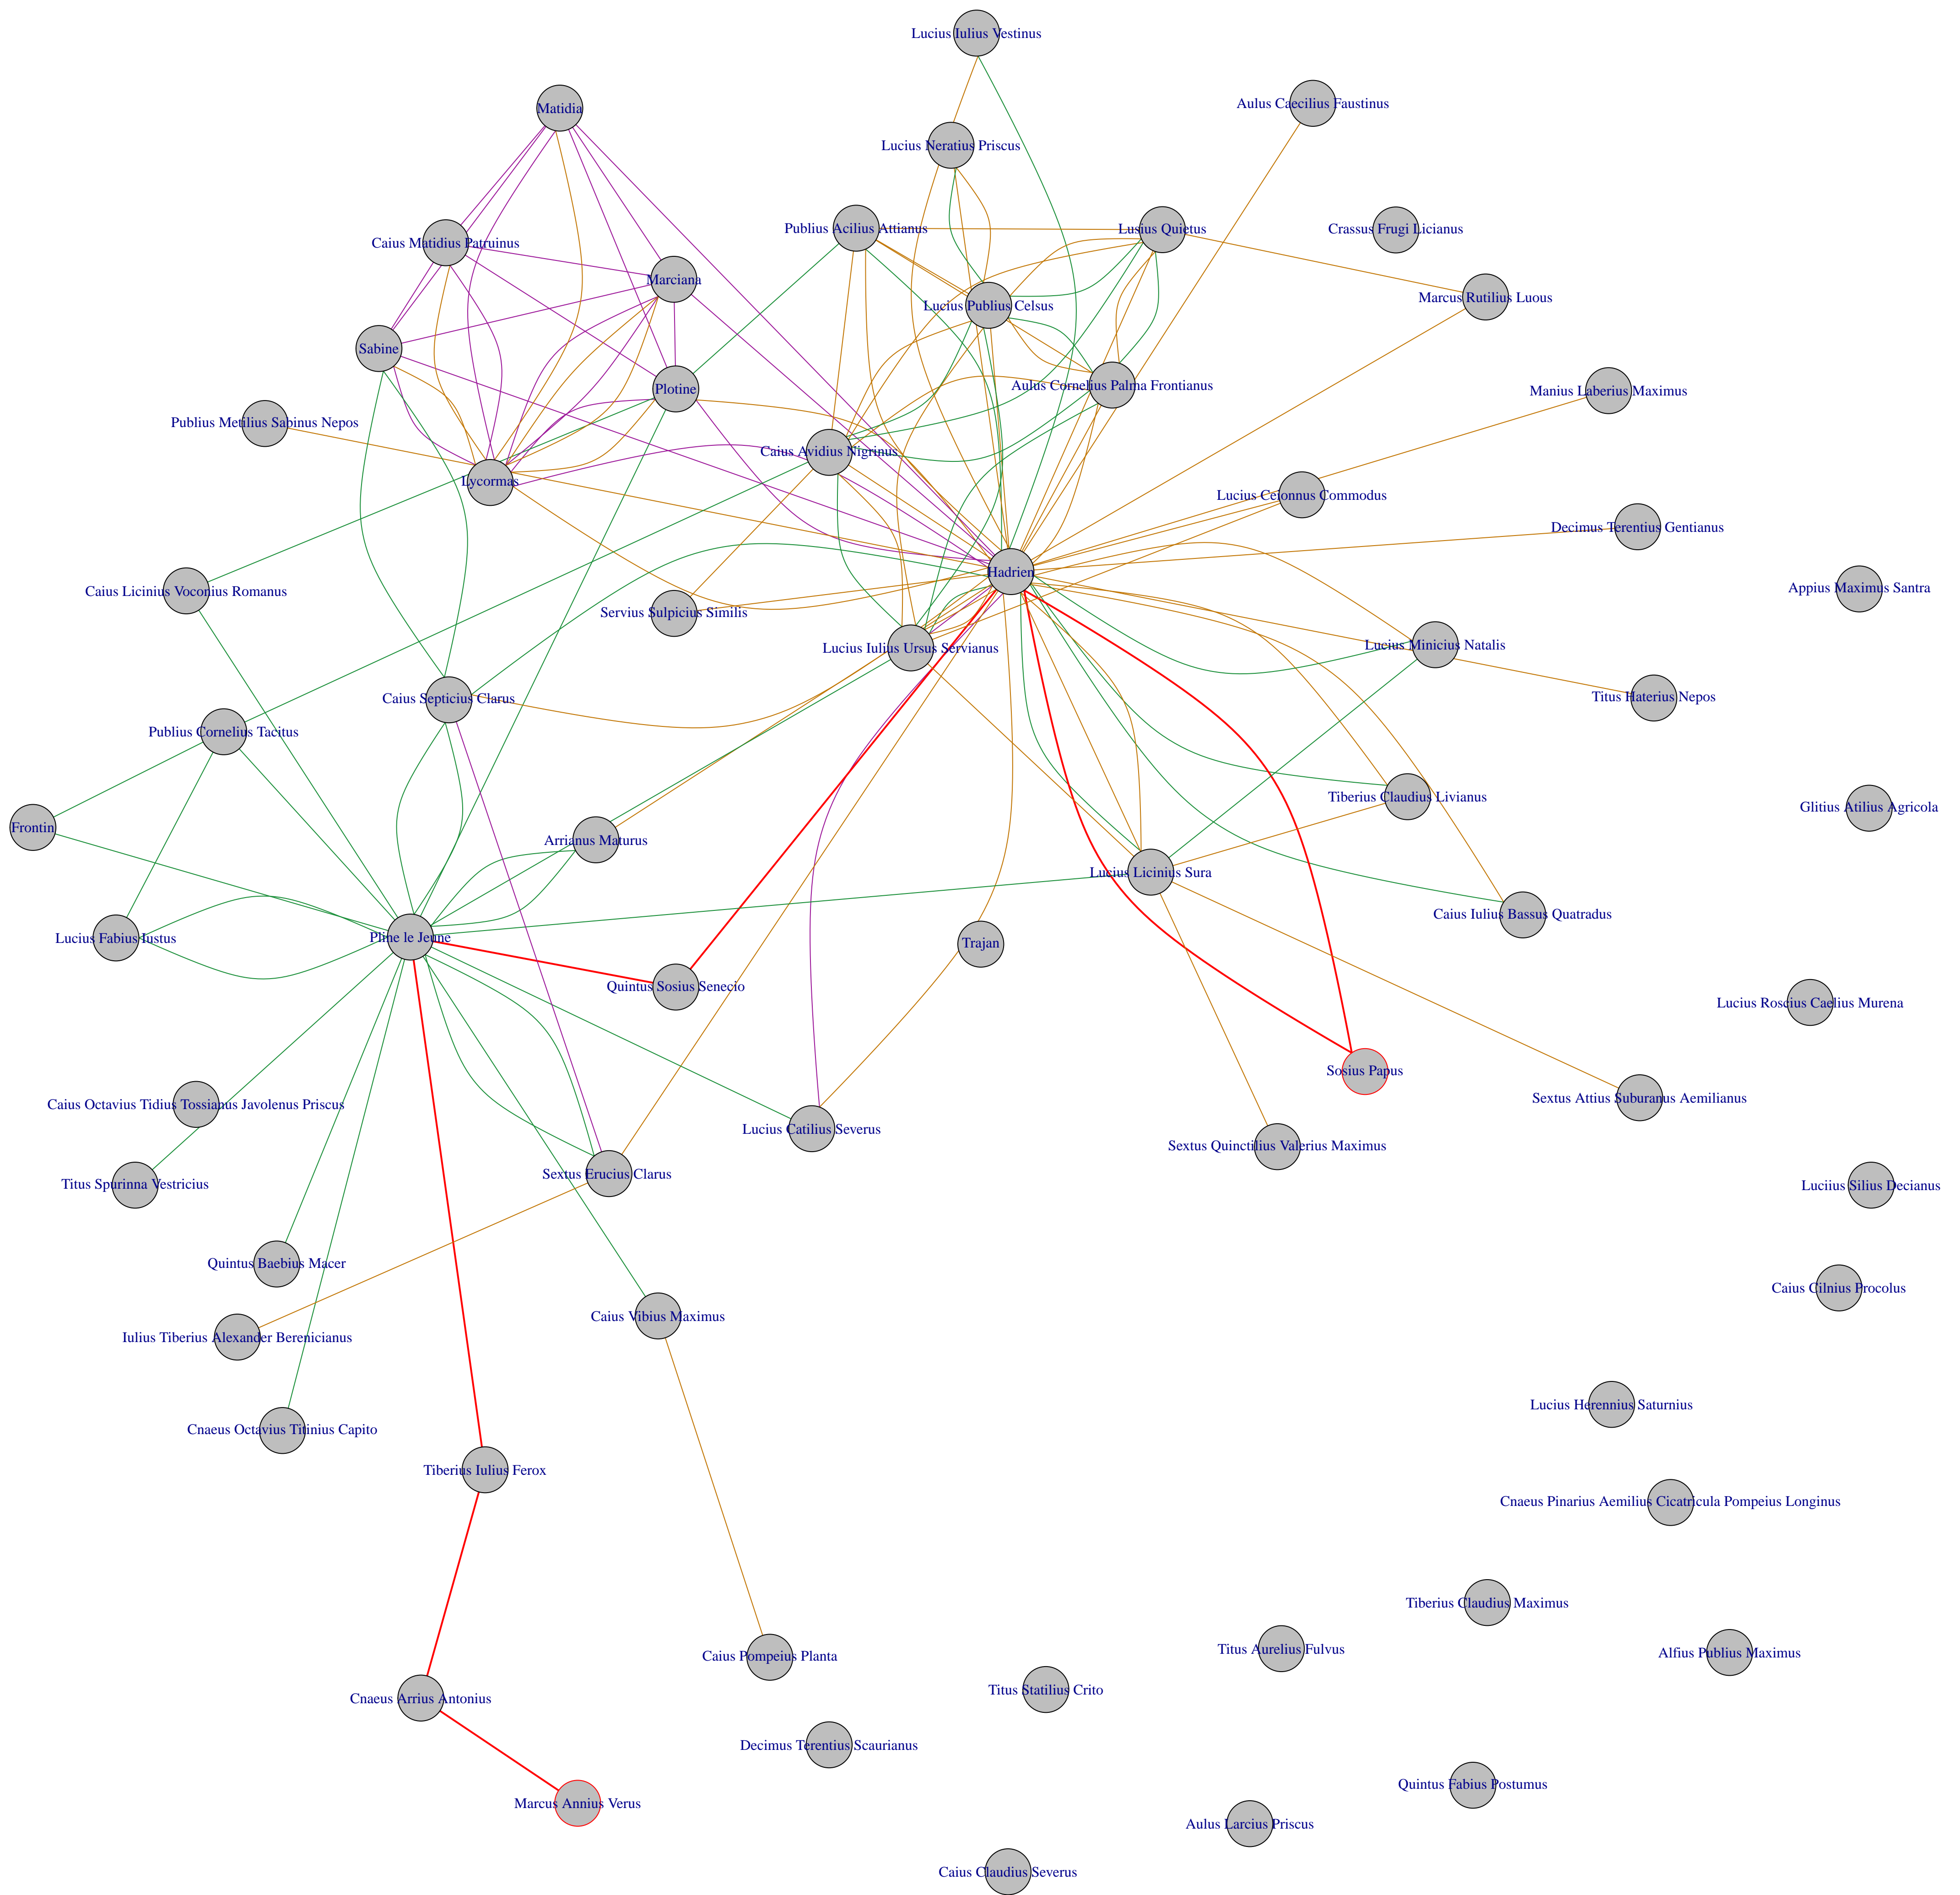 Lucius Iulius Vestinus
Aulus Caecilius Faustinus
Matidia
Lucius Neratius Priscus
Publius Acilius Attianus
Lusius Quietus
Crassus Frugi Licianus
Caius Matidius Patruinus
Marciana
Marcus Rutilius Luous
Lucius Publius Celsus
Sabine
Plotine
Aulus Cornelius Palma Frontianus
Manius Laberius Maximus
Publius Metilius Sabinus Nepos
Caius Avidius Nigrinus
Lycormas
Lucius Ceionnus Commodus
Decimus Terentius Gentianus
Hadrien
Caius Licinius Voconius Romanus
Appius Maximus Santra
Servius Sulpicius Similis
Lucius Iulius Ursus Servianus
Lucius Minicius Natalis
Caius Septicius Clarus
Titus Haterius Nepos
Publius Cornelius Tacitus
Tiberius Claudius Livianus
Glitius Atilius Agricola
Frontin
Arrianus Maturus
Lucius Licinius Sura
Caius Iulius Bassus Quatradus
Lucius Fabius Iustus
Pline le Jeune
Trajan
Quintus Sosius Senecio
Lucius Roscius Caelius Murena
Sosius Papus
Sextus Attius Suburanus Aemilianus
Caius Octavius Tidius Tossianus Javolenus Priscus
Lucius Catilius Severus
Sextus Quinctilius Valerius Maximus
Sextus Erucius Clarus
Titus Spurinna Vestricius
Luciius Silius Decianus
Quintus Baebius Macer
Caius Cilnius Procolus
Caius Vibius Maximus
Iulius Tiberius Alexander Berenicianus
Lucius Herennius Saturnius
Cnaeus Octavius Titinius Capito
Tiberius Iulius Ferox
Cnaeus Pinarius Aemilius Cicatricula Pompeius Longinus
Tiberius Claudius Maximus
Titus Aurelius Fulvus
Alfius Publius Maximus
Caius Pompeius Planta
Titus Statilius Crito
Cnaeus Arrius Antonius
Decimus Terentius Scaurianus
Quintus Fabius Postumus
Marcus Annius Verus
Aulus Larcius Priscus
Caius Claudius Severus